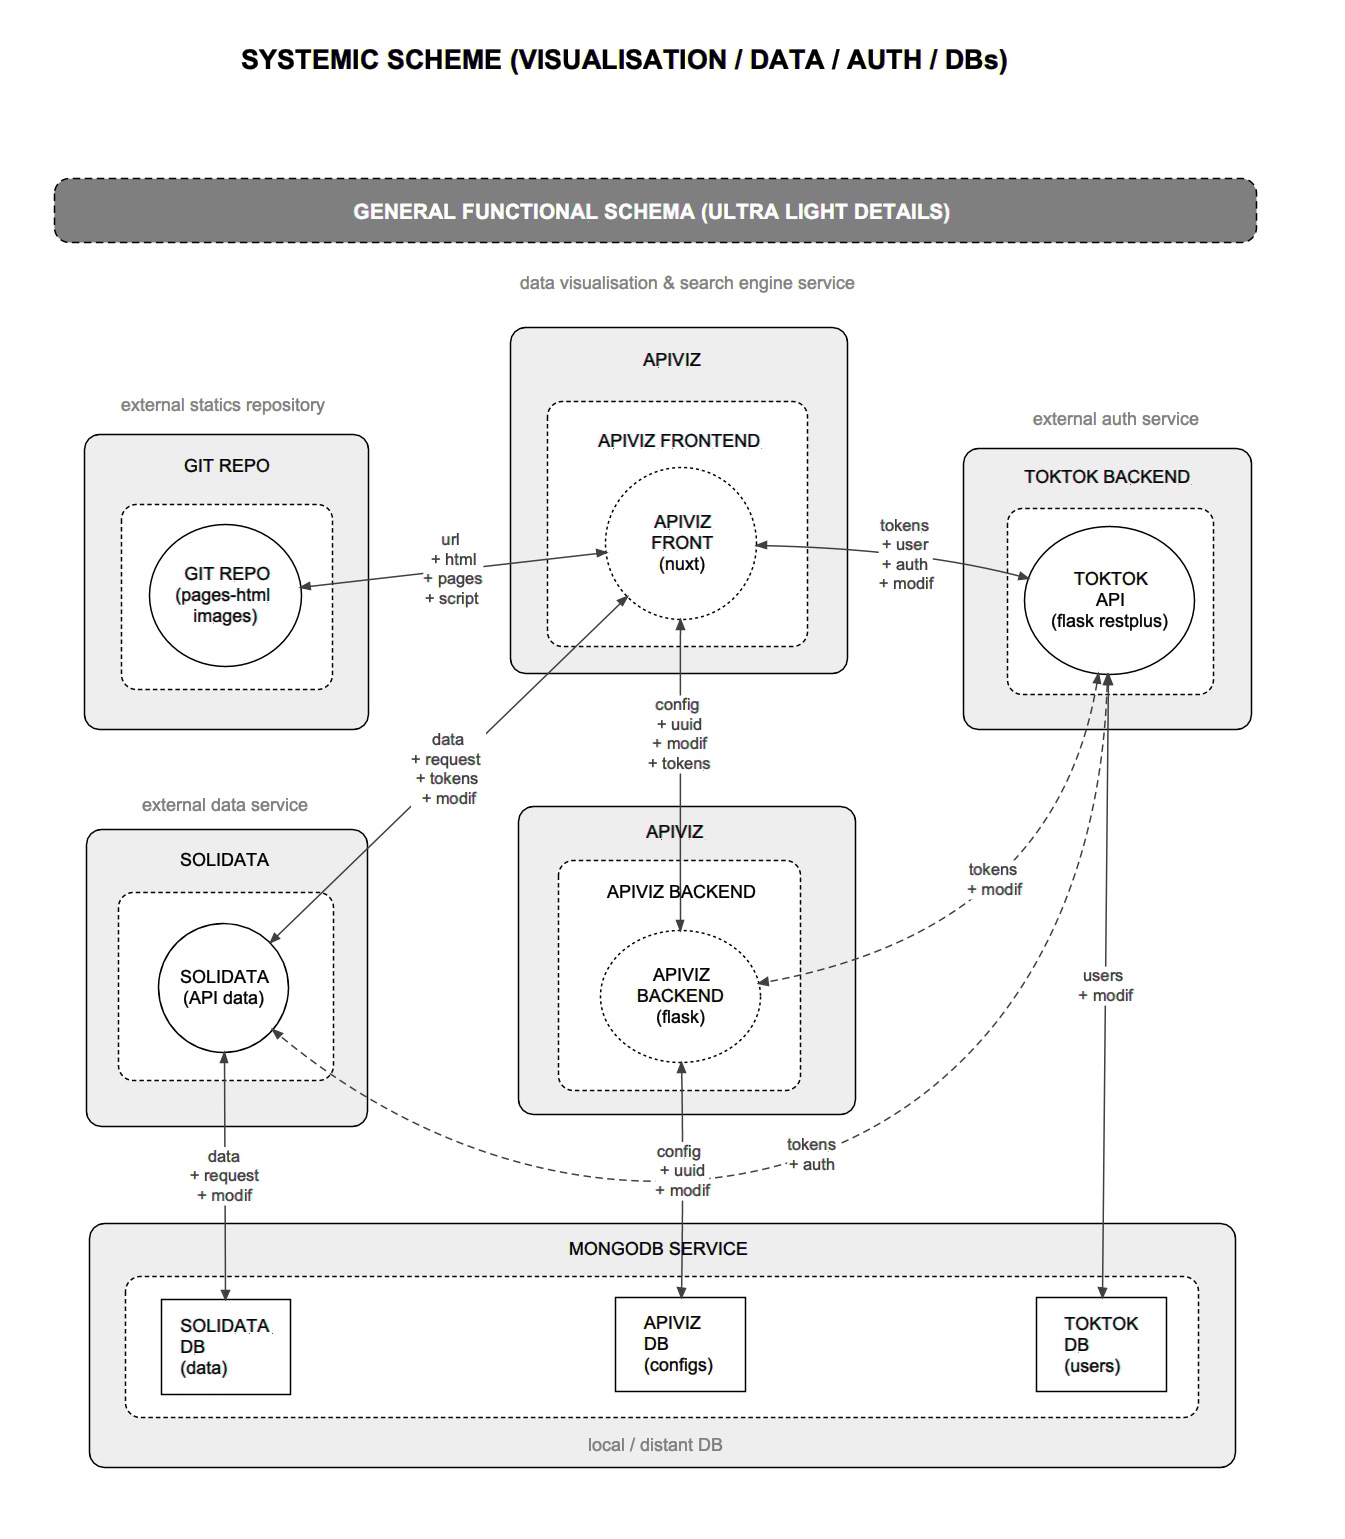 SYSTEMIC SCHEME (VISUALISATION / DATA / AUTH / DBs)
GENERAL FUNCTIONAL SCHEMA (ULTRA LIGHT DETAILS)
data visualisation & search engine service
APIVIZ
APIVIZ FRONTEND
APIVIZ
FRONT
(nuxt)
external statics repository
GIT REPO
GIT REPO
(pages-html
images)
url
+ html
+ pages
+ script
external auth service
TOKTOK BACKEND
TOKTOK
API
(flask restplus)
tokens
+ user
+ auth
+ modif
data
+ request
+ tokens
+ modif
config
+ uuid
+ modif
+ tokens
external data service
SOLIDATA
SOLIDATA
(API data)
APIVIZ
APIVIZ BACKEND
APIVIZ
BACKEND
(flask)
tokens
+ modif
users
+ modif
data
+ request
+ modif
config
+ uuid
+ modif
tokens
+ auth
MONGODB SERVICE
SOLIDATA
DB
(data)
APIVIZ
DB
(configs)
TOKTOK
DB
(users)
local / distant DB